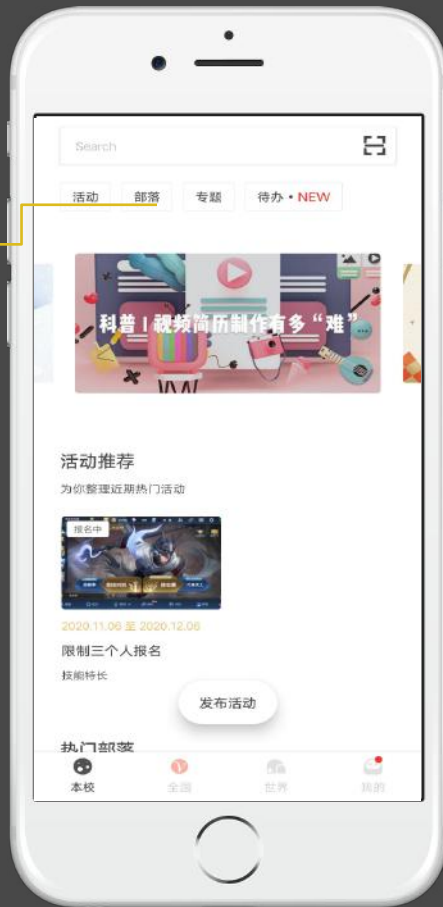 Search
活动 部落 专题 待办・NEW
科普 | 视频简历制作有多“难”
活动推荐
为你整理近期热门活动
报名中
2020.11.06 至 2020.12.06
限制三个人报名
技能特长
发布活动
热门部落
本校 全国 世界 我的